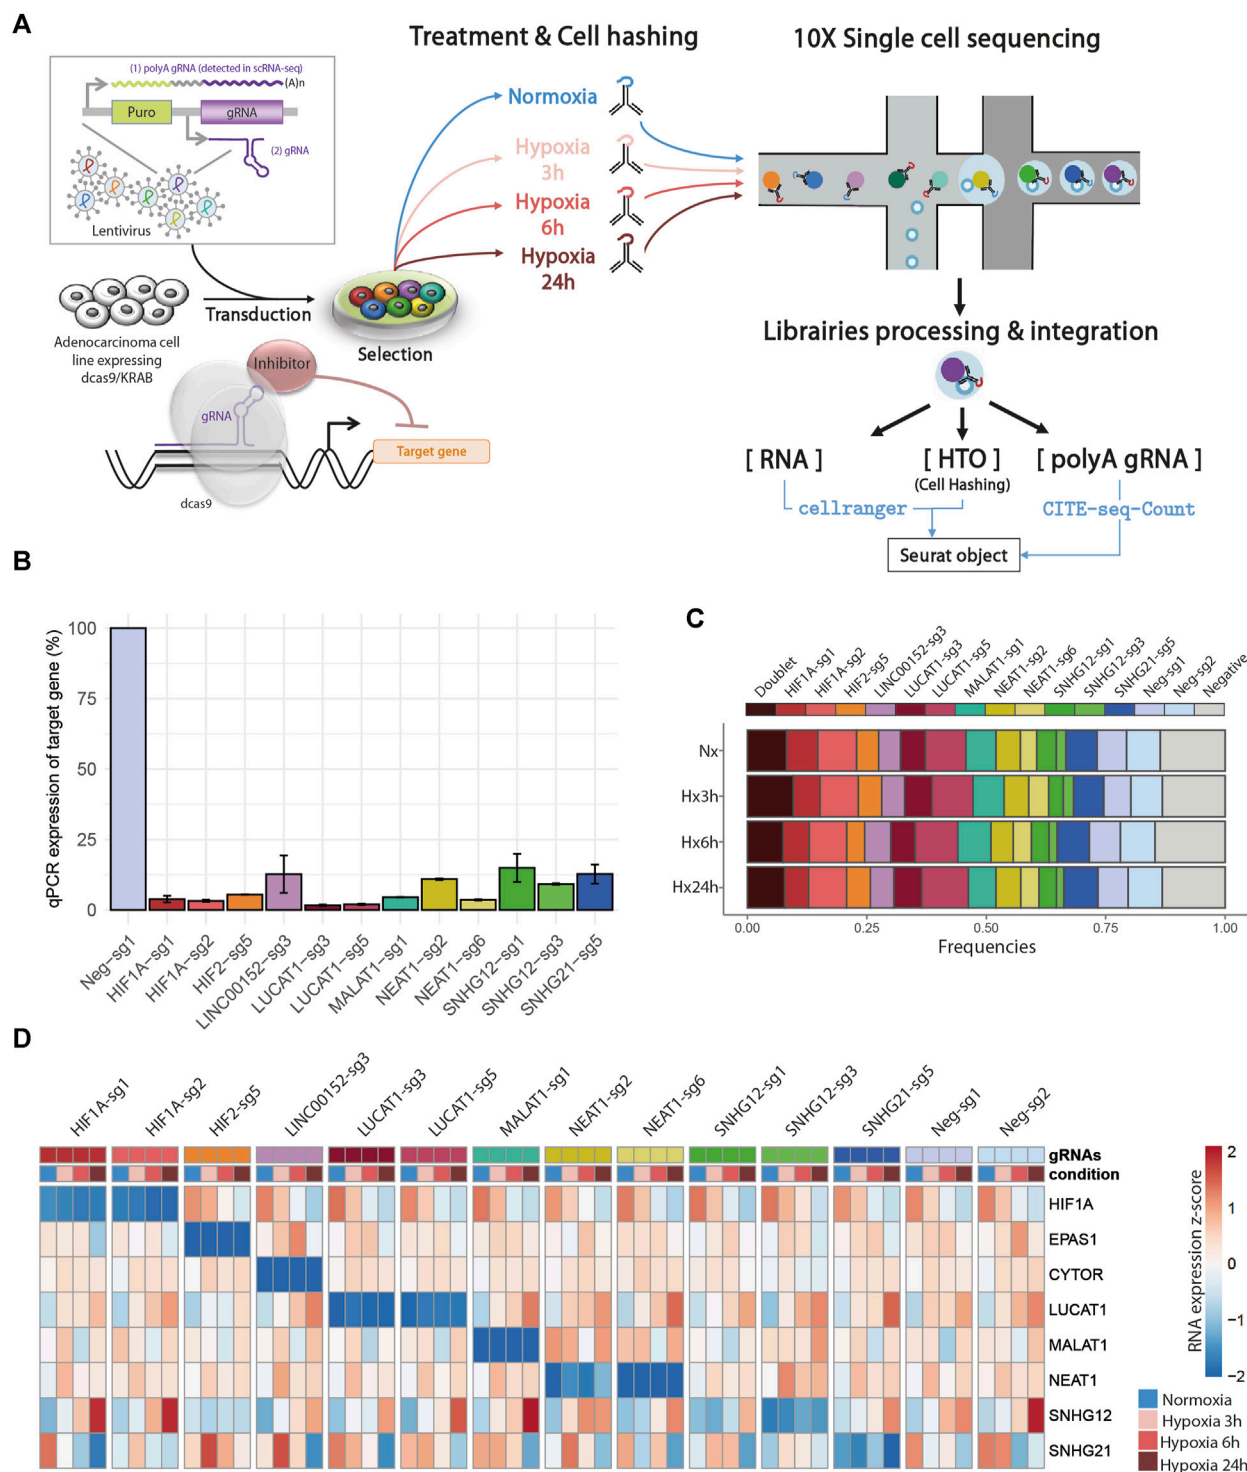 A
Treatment & Cell hashing
10X Single cell sequencing
(1) polyA gRNA (detected in scRNA-seq)
(A)n
Puro
gRNA
(2) gRNA
Lentivirus
Normoxia
Hypoxia
3h
Hypoxia
6h
Hypoxia
24h
Transduction
Selection
Adenocarcinoma cell
line expressing
dcas9/KRAB
Inhibitor
gRNA
Target gene
dcas9
Librairies processing & integration
[ RNA ]
[ HTO ]
[ polyA gRNA ]
(Cell Hashing)
cellranger
CITE-seq-Count
Seurat object
B
qPCR expression of target gene (%)
100
75
50
25
0
Neg-sg1
HIF1A-sg1
HIF1A-sg2
HIF2-sg5
LINC00152-sg3
LUCAT1-sg3
LUCAT1-sg5
MALAT1-sg1
NEAT1-sg2
NEAT1-sg6
SNHG12-sg1
SNHG12-sg3
SNHG21-sg5
C
Doublet
HIF1A-sg1
HIF1A-sg2
HIF2-sg5
LINC00152-sg3
LUCAT1-sg3
LUCAT1-sg5
MALAT1-sg1
NEAT1-sg2
NEAT1-sg6
SNHG12-sg1
SNHG12-sg3
SNHG21-sg5
Neg-sg1
Neg-sg2
Negative
Nx
Hx3h
Hx6h
Hx24h
0.00
0.25
0.50
0.75
1.00
Frequencies
D
HIF1A-sg1
HIF1A-sg2
HIF2-sg5
LINC00152-sg3
LUCAT1-sg3
LUCAT1-sg5
MALAT1-sg1
NEAT1-sg2
NEAT1-sg6
SNHG12-sg1
SNHG12-sg3
SNHG21-sg5
Neg-sg1
Neg-sg2
gRNAs
condition
HIF1A
EPAS1
CYTOR
LUCAT1
MALAT1
NEAT1
SNHG12
SNHG21
RNA expression z-score
2
1
0
−1
−2
Normoxia
Hypoxia 3h
Hypoxia 6h
Hypoxia 24h